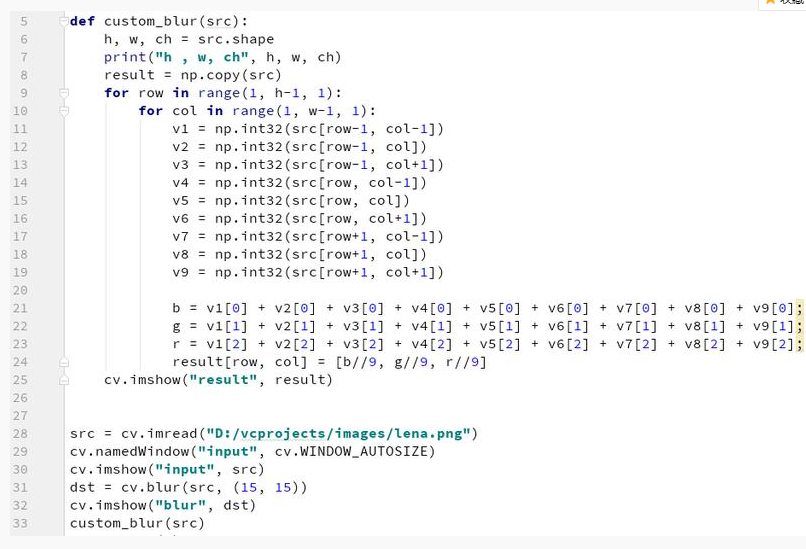 收藏
5 def custom_blur(src):
6 h, w, ch = src.shape
7 print("h , w, ch", h, w, ch)
8 result = np.copy(src)
9 for row in range(1, h-1, 1):
10 for col in range(1, w-1, 1):
11 v1 = np.int32(src[row-1, col-1])
12 v2 = np.int32(src[row-1, col])
13 v3 = np.int32(src[row-1, col+1])
14 v4 = np.int32(src[row, col-1])
15 v5 = np.int32(src[row, col])
16 v6 = np.int32(src[row, col+1])
17 v7 = np.int32(src[row+1, col-1])
18 v8 = np.int32(src[row+1, col])
19 v9 = np.int32(src[row+1, col+1])
20
21 b = v1[0] + v2[0] + v3[0] + v4[0] + v5[0] + v6[0] + v7[0] + v8[0] + v9[0];
22 g = v1[1] + v2[1] + v3[1] + v4[1] + v5[1] + v6[1] + v7[1] + v8[1] + v9[1];
23 r = v1[2] + v2[2] + v3[2] + v4[2] + v5[2] + v6[2] + v7[2] + v8[2] + v9[2];
24 result[row, col] = [b//9, g//9, r//9]
25 cv.imshow("result", result)
26
27
28 src = cv.imread("D:/vcprojects/images/lena.png")
29 cv.namedWindow("input", cv.WINDOW_AUTOSIZE)
30 cv.imshow("input", src)
31 dst = cv.blur(src, (15, 15))
32 cv.imshow("blur", dst)
33 custom_blur(src)